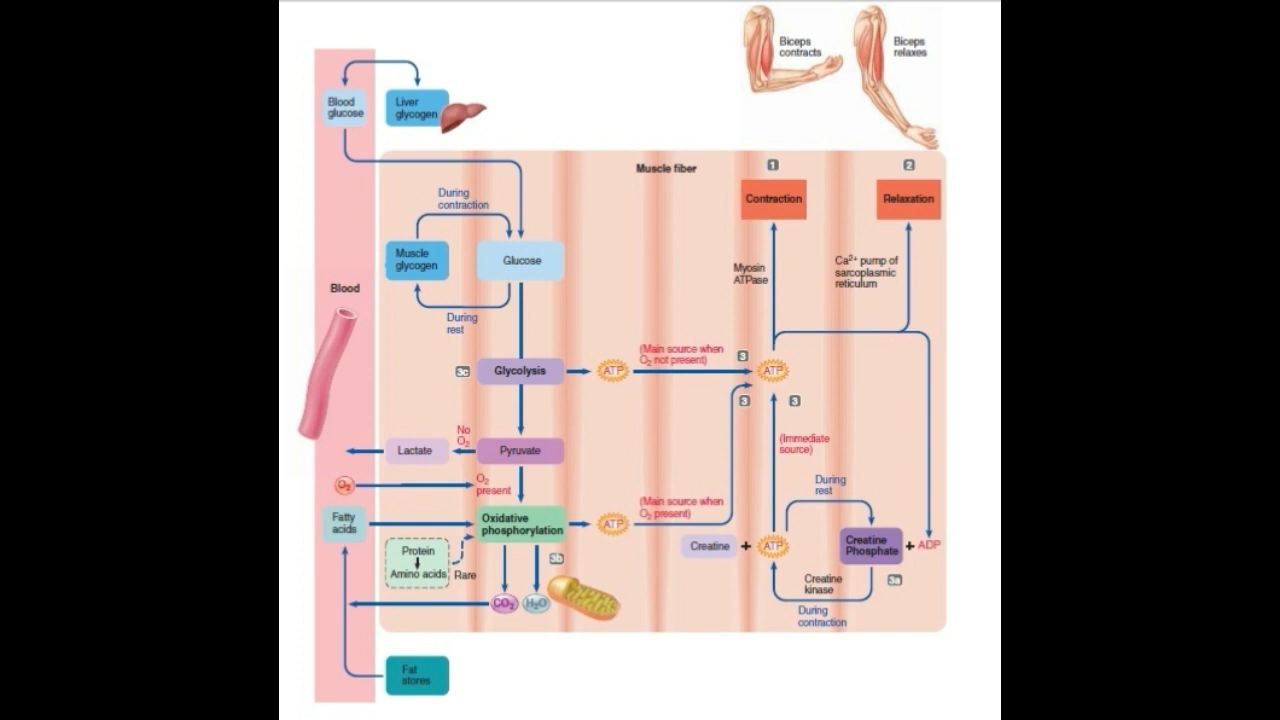 Biceps
contracts
Biceps
relaxes
Blood
glucose
Liver
glycogen
Muscle fiber
1
2
Contraction
Relaxation
During
contraction
Muscle
glycogen
Glucose
During
rest
Myosin
ATPase
Ca2+ pump of
sarcoplasmic
reticulum
Blood
(Main source when
O2 not present)
3
Glycolysis
ATP
ATP
3
3
No
O2
Lactate
Pyruvate
(Immediate
source)
O2
O2
present
During
rest
Fatty
acids
Oxidative
phosphorylation
ATP
(Main source when
O2 present)
Creatine
+
ATP
Creatine
Phosphate
+
ADP
Protein
Amino acids
Rare
3b
Creatine
kinase
CO2
H2O
During
contraction
Fat
stores